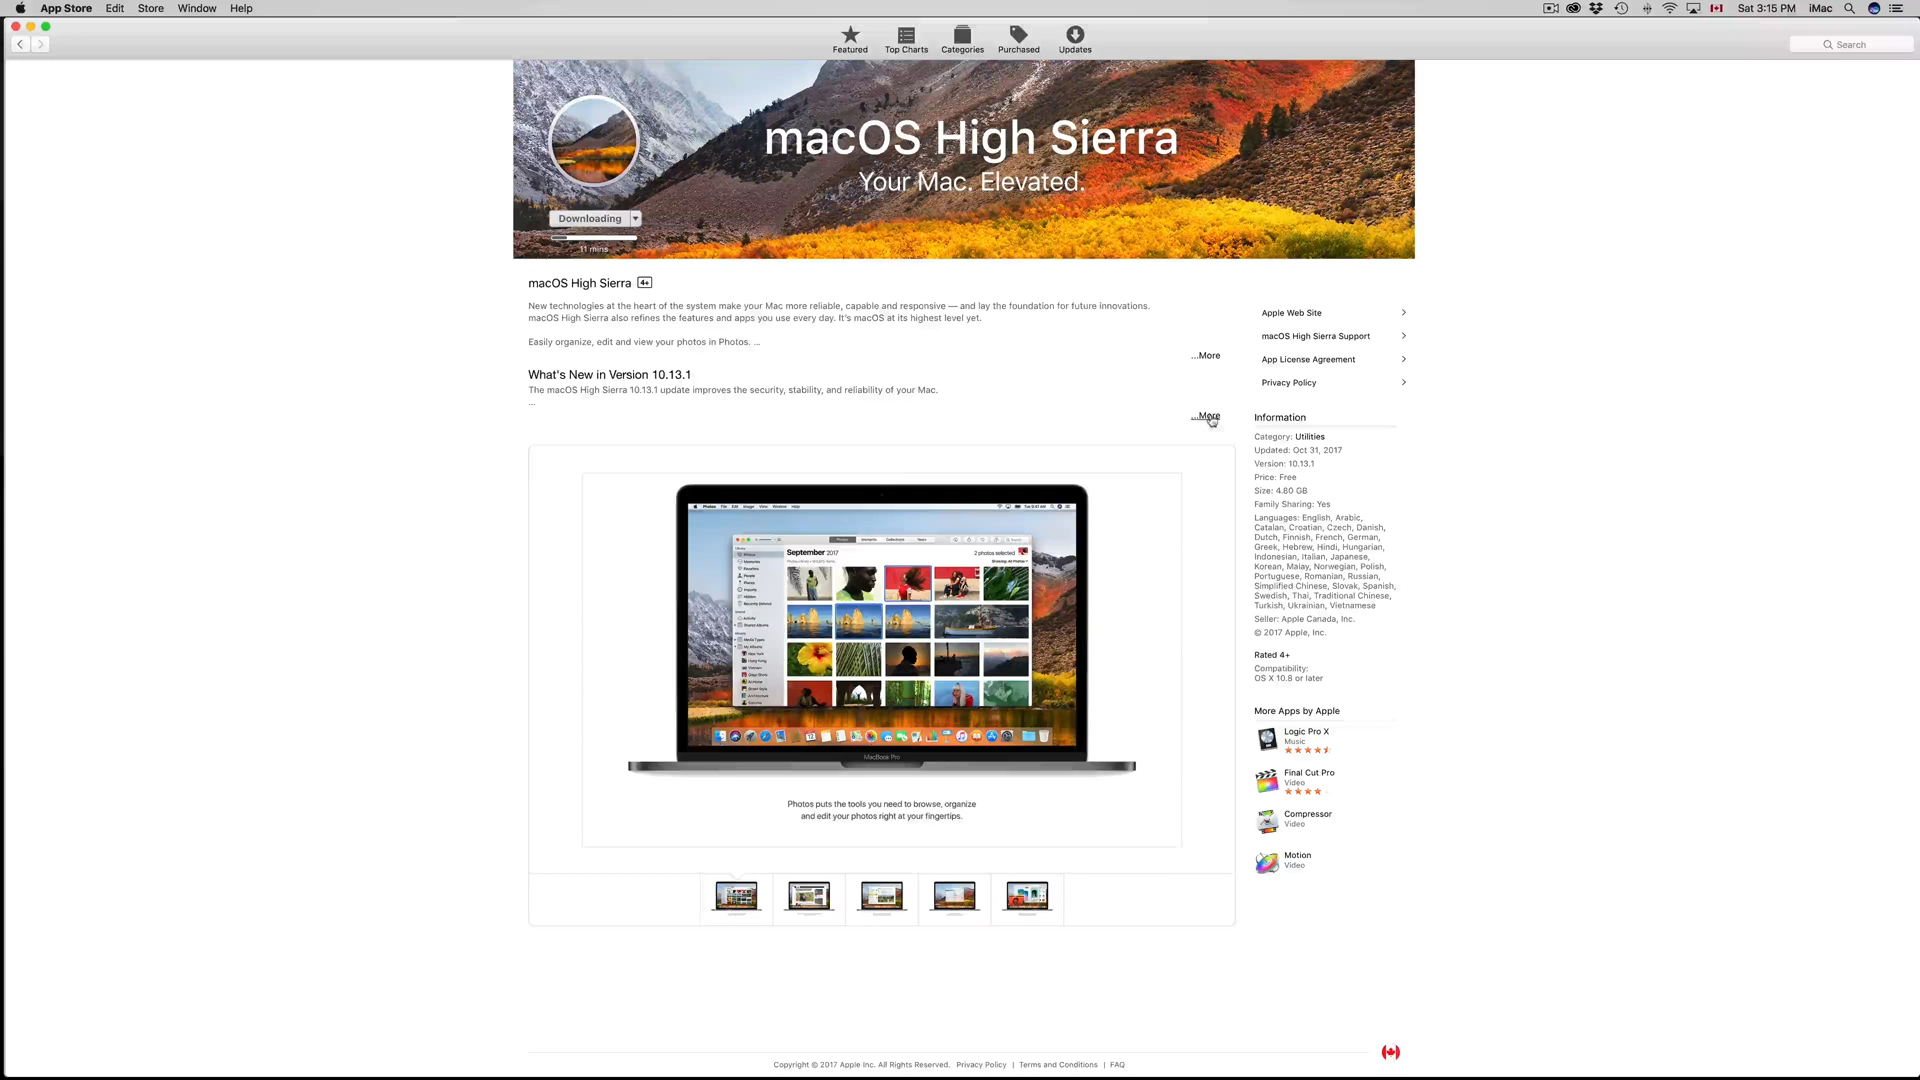 App Store Edit Store Window Help
Sat 3:15 PM iMac
Featured Top Charts Categories Purchased Updates
Search
macOS High Sierra
Your Mac. Elevated.
Downloading
11 mins
macOS High Sierra 4+
New technologies at the heart of the system make your Mac more reliable, capable and responsive — and lay the foundation for future innovations.
macOS High Sierra also refines the features and apps you use every day. It's macOS at its highest level yet.
Easily organize, edit and view your photos in Photos. ...
...More
What's New in Version 10.13.1
The macOS High Sierra 10.13.1 update improves the security, stability, and reliability of your Mac.
...
...More
September 2017
2 photos selected
MacBook Pro
Photos puts the tools you need to browse, organize
and edit your photos right at your fingertips.
Apple Web Site
macOS High Sierra Support
App License Agreement
Privacy Policy
Information
Category: Utilities
Updated: Oct 31, 2017
Version: 10.13.1
Price: Free
Size: 4.80 GB
Family Sharing: Yes
Languages: English, Arabic,
Catalan, Croatian, Czech, Danish,
Dutch, Finnish, French, German,
Greek, Hebrew, Hindi, Hungarian,
Indonesian, Italian, Japanese,
Korean, Malay, Norwegian, Polish,
Portuguese, Romanian, Russian,
Simplified Chinese, Slovak, Spanish,
Swedish, Thai, Traditional Chinese,
Turkish, Ukrainian, Vietnamese
Seller: Apple Canada, Inc.
© 2017 Apple, Inc.
Rated 4+
Compatibility:
OS X 10.8 or later
More Apps by Apple
Logic Pro X
Music
Final Cut Pro
Video
Compressor
Video
Motion
Video
Copyright © 2017 Apple Inc. All Rights Reserved. Privacy Policy | Terms and Conditions | FAQ